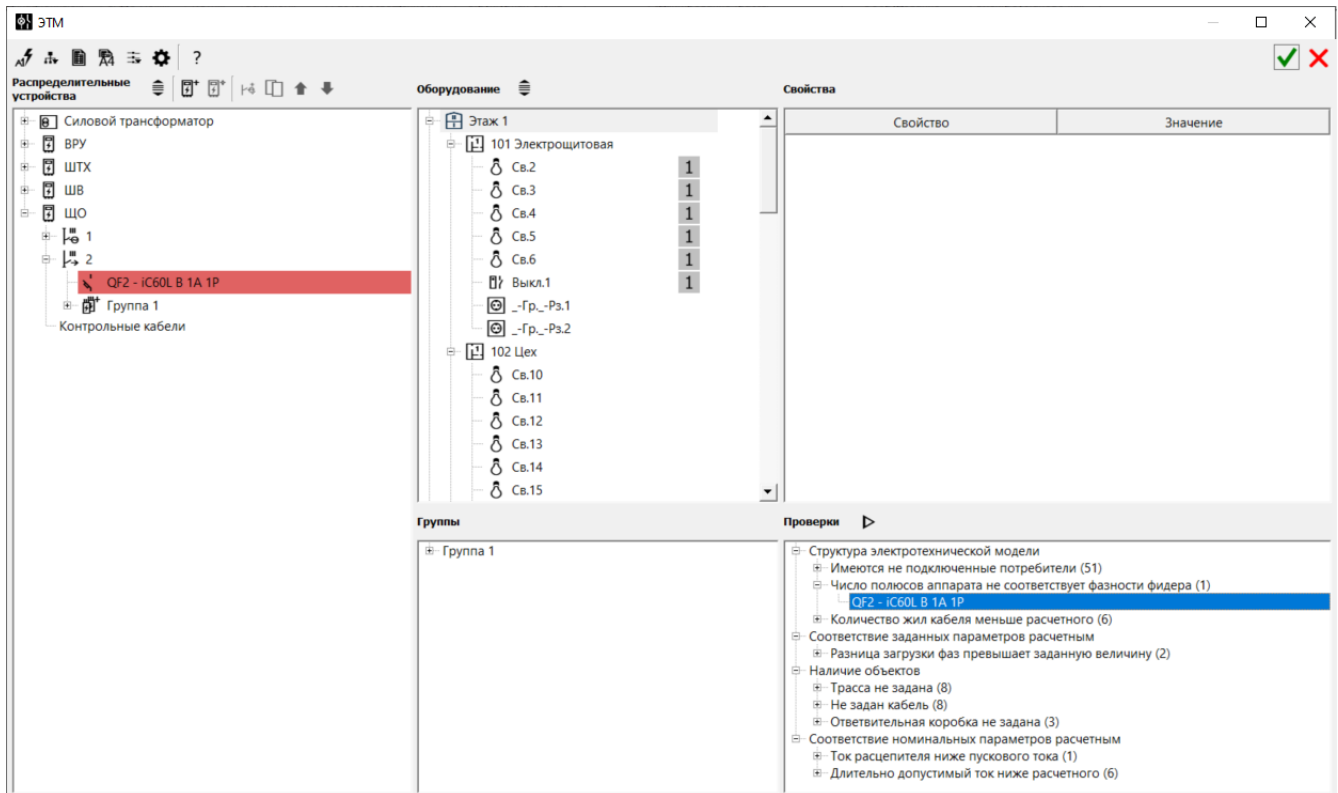 ЭТМ
?
Распределительные
устройства
Силовой трансформатор
ВРУ
ШТХ
ШВ
ЩО
1
2
QF2 - iC60L B 1A 1P
Группа 1
Контрольные кабели
Оборудование
Этаж 1
101 Электрощитовая
Св.2 1
Св.3 1
Св.4 1
Св.5 1
Св.6 1
Выкл.1 1
_-Гр._-Рз.1
_-Гр._-Рз.2
102 Цех
Св.10
Св.11
Св.12
Св.13
Св.14
Св.15
Свойства
Свойство Значение
Группы
Группа 1
Проверки
Структура электротехнической модели
Имеются не подключенные потребители (51)
Число полюсов аппарата не соответствует фазности фидера (1)
QF2 - iC60L B 1A 1P
Количество жил кабеля меньше расчетного (6)
Соответствие заданных параметров расчетным
Разница загрузки фаз превышает заданную величину (2)
Наличие объектов
Трасса не задана (8)
Не задан кабель (8)
Ответвительная коробка не задана (3)
Соответствие номинальных параметров расчетным
Ток расцепителя ниже пускового тока (1)
Длительно допустимый ток ниже расчетного (6)